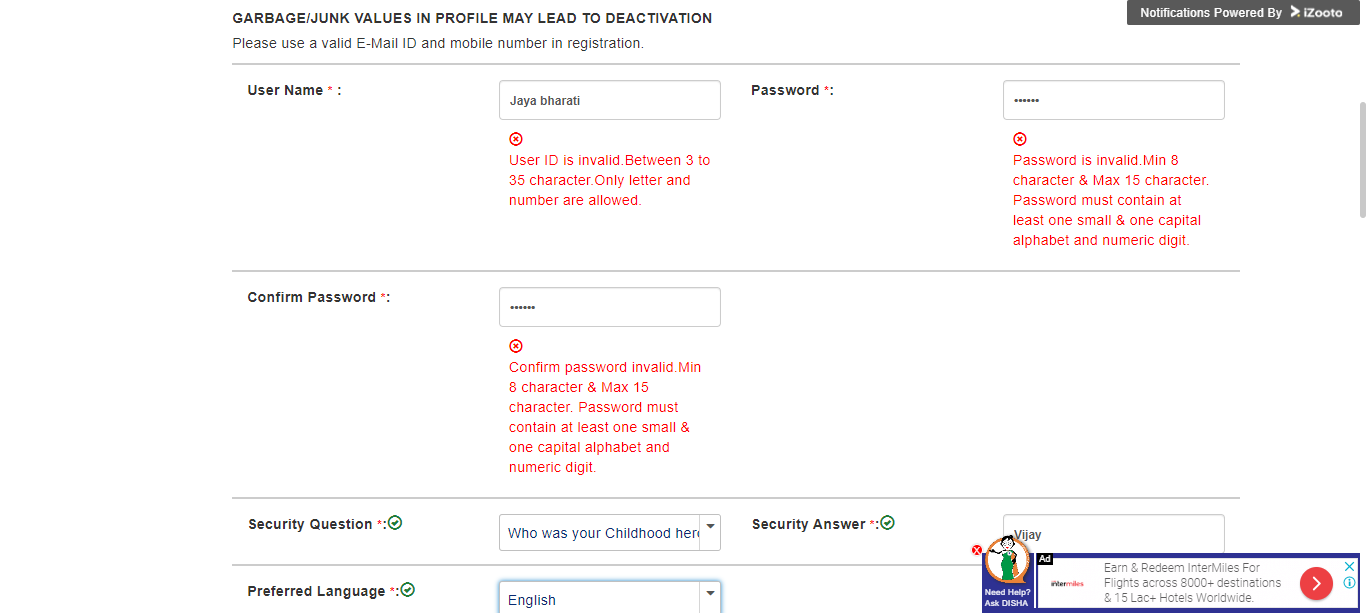 GARBAGE/JUNK VALUES IN PROFILE MAY LEAD TO DEACTIVATION
Notifications Powered By iZooto
Please use a valid E-Mail ID and mobile number in registration.
User Name * :
Jaya bharati
Password *:
••••••
User ID is invalid.Between 3 to
35 character.Only letter and
number are allowed.
Password is invalid.Min 8
character & Max 15 character.
Password must contain at
least one small & one capital
alphabet and numeric digit.
Confirm Password *:
••••••
Confirm password invalid.Min
8 character & Max 15
character. Password must
contain at least one small &
one capital alphabet and
numeric digit.
Security Question *:
Who was your Childhood her
Security Answer *:
Vijay
Preferred Language *:
English
Need Help?
Ask DISHA
Ad
intermiles
Earn & Redeem InterMiles For
Flights across 8000+ destinations
& 15 Lac+ Hotels Worldwide.